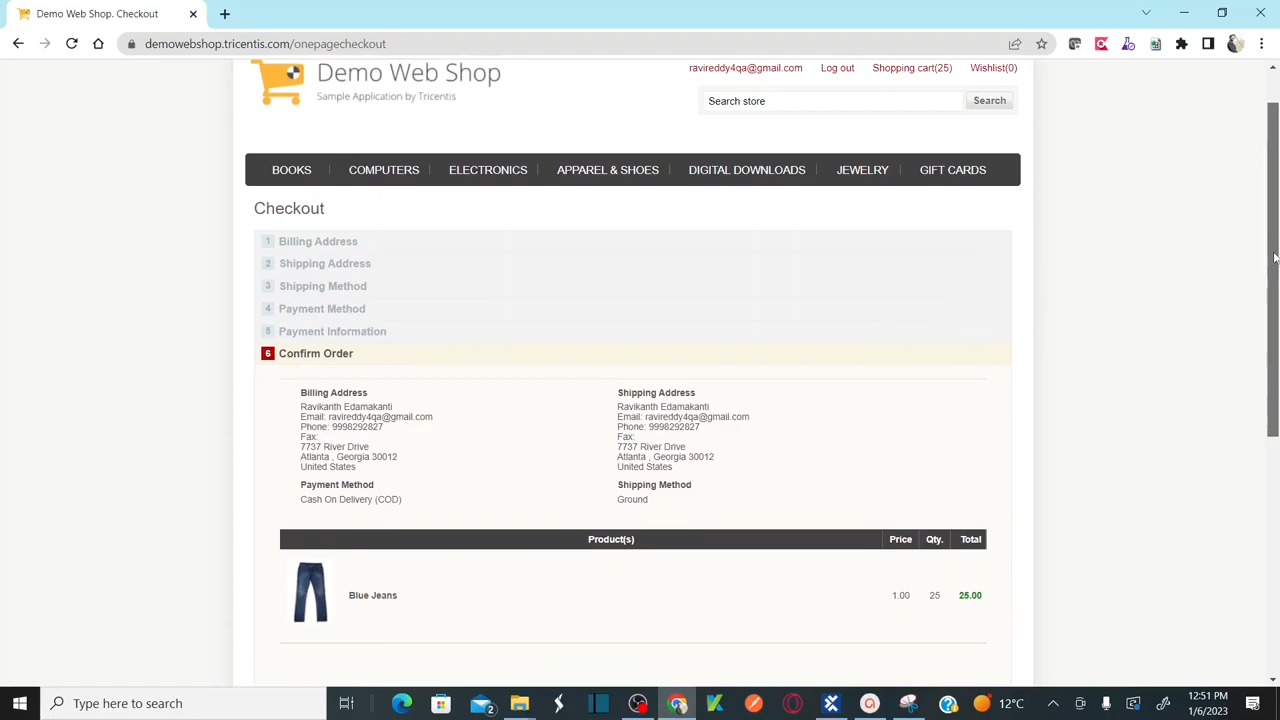 Demo Web Shop. Checkout
demowebshop.tricentis.com/onepagecheckout
Demo Web Shop
Sample Application by Tricentis
ravireddy4qa@gmail.com Log out Shopping cart(25) Wishlist(0)
Search store Search
BOOKS COMPUTERS ELECTRONICS APPAREL & SHOES DIGITAL DOWNLOADS JEWELRY GIFT CARDS
Checkout
1 Billing Address
2 Shipping Address
3 Shipping Method
4 Payment Method
5 Payment Information
6 Confirm Order
Billing Address
Ravikanth Edamakanti
Email: ravireddy4qa@gmail.com
Phone: 9998292827
Fax:
7737 River Drive
Atlanta , Georgia 30012
United States
Payment Method
Cash On Delivery (COD)
Shipping Address
Ravikanth Edamakanti
Email: ravireddy4qa@gmail.com
Phone: 9998292827
Fax:
7737 River Drive
Atlanta , Georgia 30012
United States
Shipping Method
Ground
Product(s) Price Qty. Total
Blue Jeans 1.00 25 25.00
Type here to search
2
12°C
12:51 PM
1/6/2023